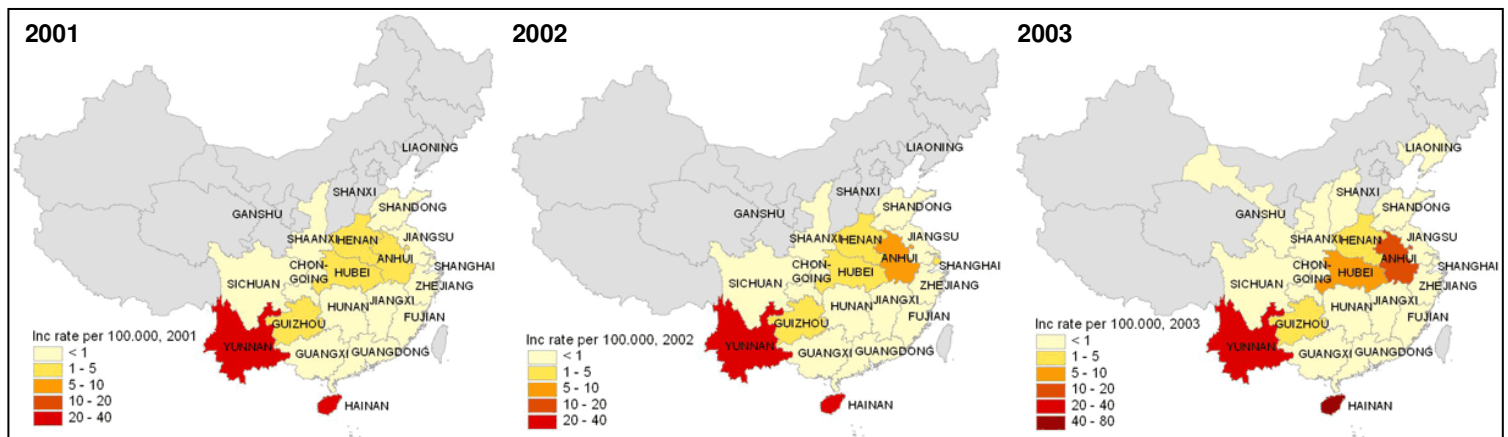 2001
LIAONING
SHANXI
GANSHU
SHANDONG
SHAANXI
HENAN
JIANGSU
CHON-
GOING
ANHUI
HUBEI
SHANGHAI
SICHUAN
ZHEJIANG
HUNAN
JIANGXI
FUJIAN
GUIZHOU
YUNNAN
GUANGXI
GUANGDONG
HAINAN
Inc rate per 100.000, 2001
< 1
1 - 5
5 - 10
10 - 20
20 - 40
2002
LIAONING
SHANXI
GANSHU
SHANDONG
SHAANXI
HENAN
JIANGSU
CHON-
GOING
ANHUI
HUBEI
SHANGHAI
SICHUAN
ZHEJIANG
HUNAN
JIANGXI
FUJIAN
GUIZHOU
YUNNAN
GUANGXI
GUANGDONG
HAINAN
Inc rate per 100.000, 2002
< 1
1 - 5
5 - 10
10 - 20
20 - 40
2003
LIAONING
SHANXI
GANSHU
SHANDONG
SHAANXI
HENAN
JIANGSU
CHON-
GOING
ANHUI
HUBEI
SHANGHAI
SICHUAN
ZHEJIANG
HUNAN
JIANGXI
FUJIAN
GUIZHOU
YUNNAN
GUANGXI
GUANGDONG
HAINAN
Inc rate per 100.000, 2003
< 1
1 - 5
5 - 10
10 - 20
20 - 40
40 - 80